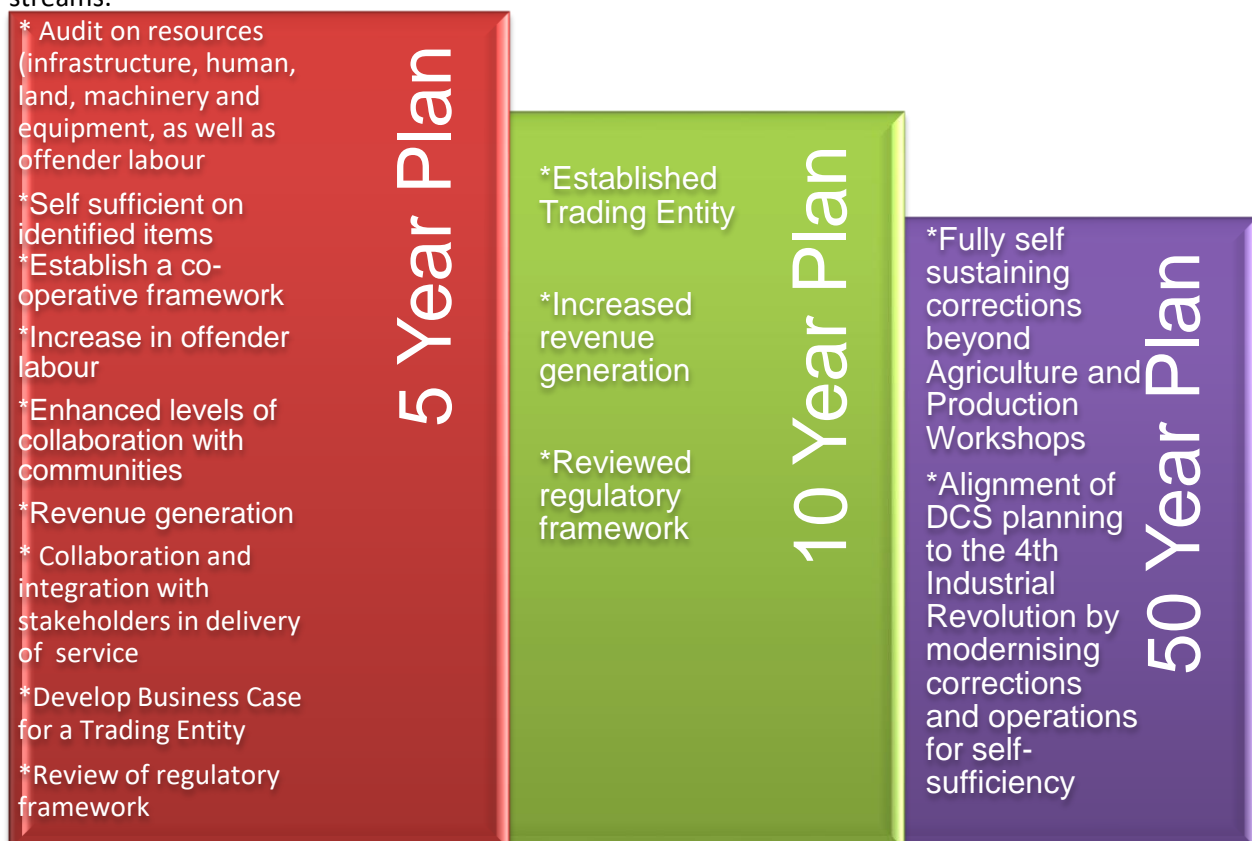 streams.
* Audit on resources
(infrastructure, human,
land, machinery and
equipment, as well as
offender labour
*Self sufficient on
identified items
*Establish a co-
operative framework
*Increase in offender
labour
*Enhanced levels of
collaboration with
communities
*Revenue generation
* Collaboration and
integration with
stakeholders in delivery
of service
*Develop Business Case
for a Trading Entity
*Review of regulatory
framework
5 Year Plan
*Established
Trading Entity
*Increased
revenue
generation
*Reviewed
regulatory
framework
10 Year Plan
*Fully self
sustaining
corrections
beyond
Agriculture and
Production
Workshops
*Alignment of
DCS planning
to the 4th
Industrial
Revolution by
modernising
corrections
and operations
for self-
sufficiency
50 Year Plan